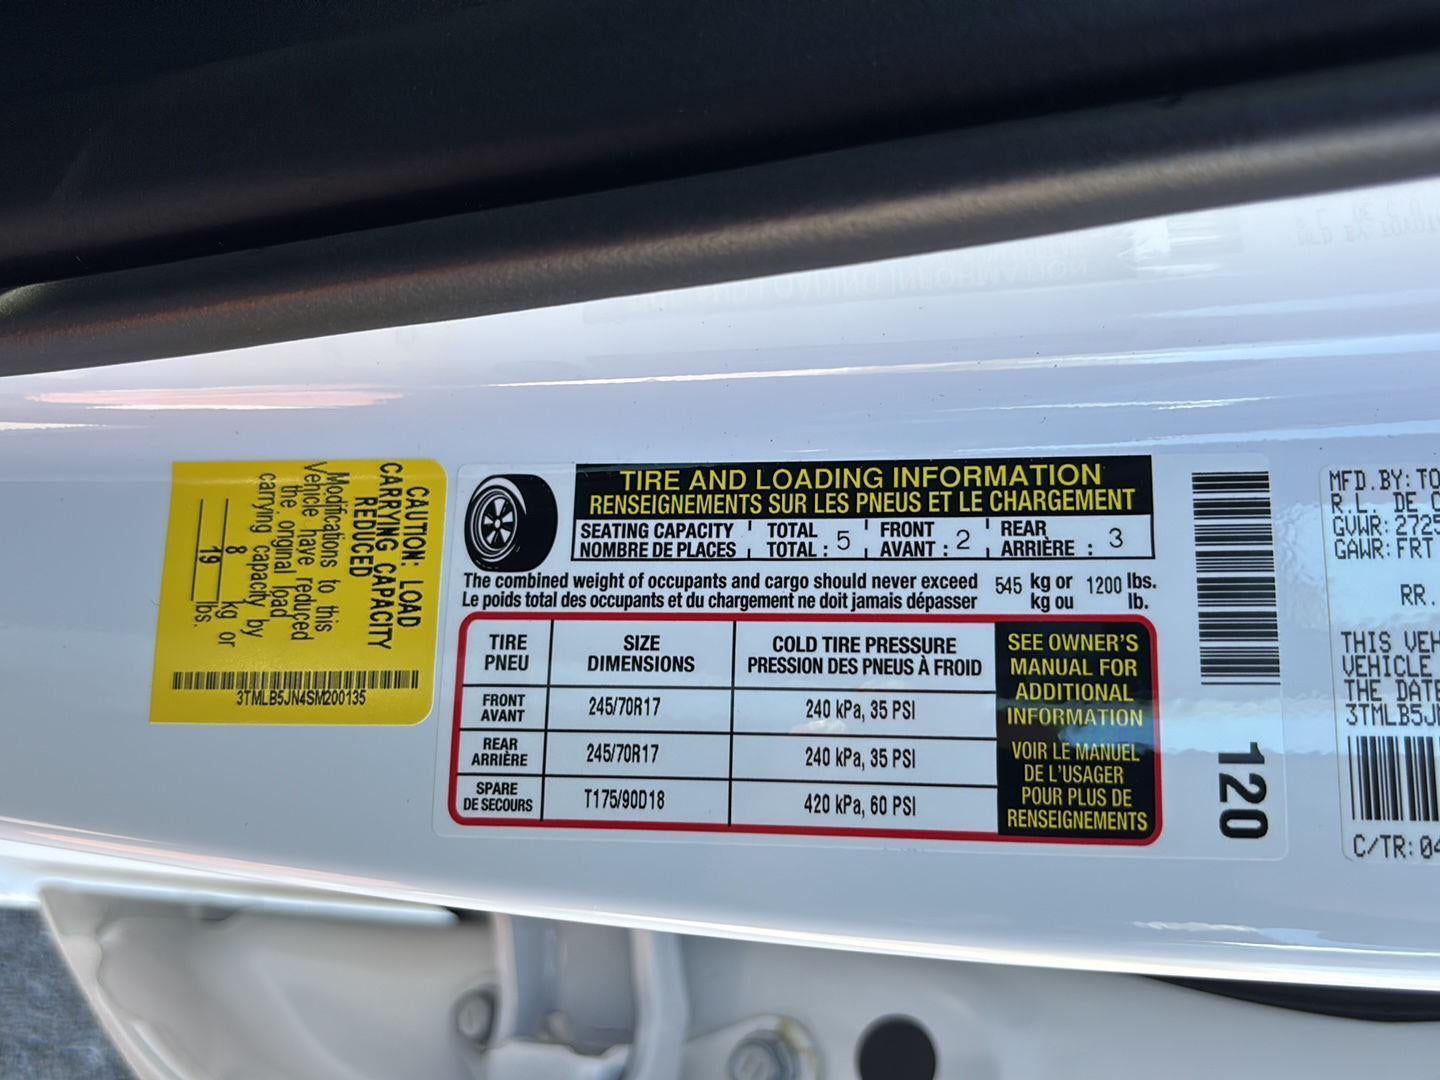 CAUTION: LOAD
CARRYING CAPACITY
REDUCED
Modifications to this
Vehicle have reduced
the original load
carrying capacity by
8 kg or
19 lbs.
3TMLB5JN4SM200135
TIRE AND LOADING INFORMATION
RENSEIGNEMENTS SUR LES PNEUS ET LE CHARGEMENT
SEATING CAPACITY TOTAL FRONT REAR
NOMBRE DE PLACES TOTAL : 5 AVANT : 2 ARRIÈRE : 3
The combined weight of occupants and cargo should never exceed 545 kg or 1200 lbs.
Le poids total des occupants et du chargement ne doit jamais dépasser kg ou lb.
TIRE SIZE COLD TIRE PRESSURE
PNEU DIMENSIONS PRESSION DES PNEUS À FROID
FRONT
AVANT 245/70R17 240 kPa, 35 PSI
REAR
ARRIÈRE 245/70R17 240 kPa, 35 PSI
SPARE
DE SECOURS T175/90D18 420 kPa, 60 PSI
SEE OWNER'S
MANUAL FOR
ADDITIONAL
INFORMATION
VOIR LE MANUEL
DE L'USAGER
POUR PLUS DE
RENSEIGNEMENTS
120
MFD.BY:TO
R.L. DE C
GVWR:2725
GAWR:FRT
RR.
THIS VEH
VEHICLE
THE DATE
3TMLB5J
C/TR:04